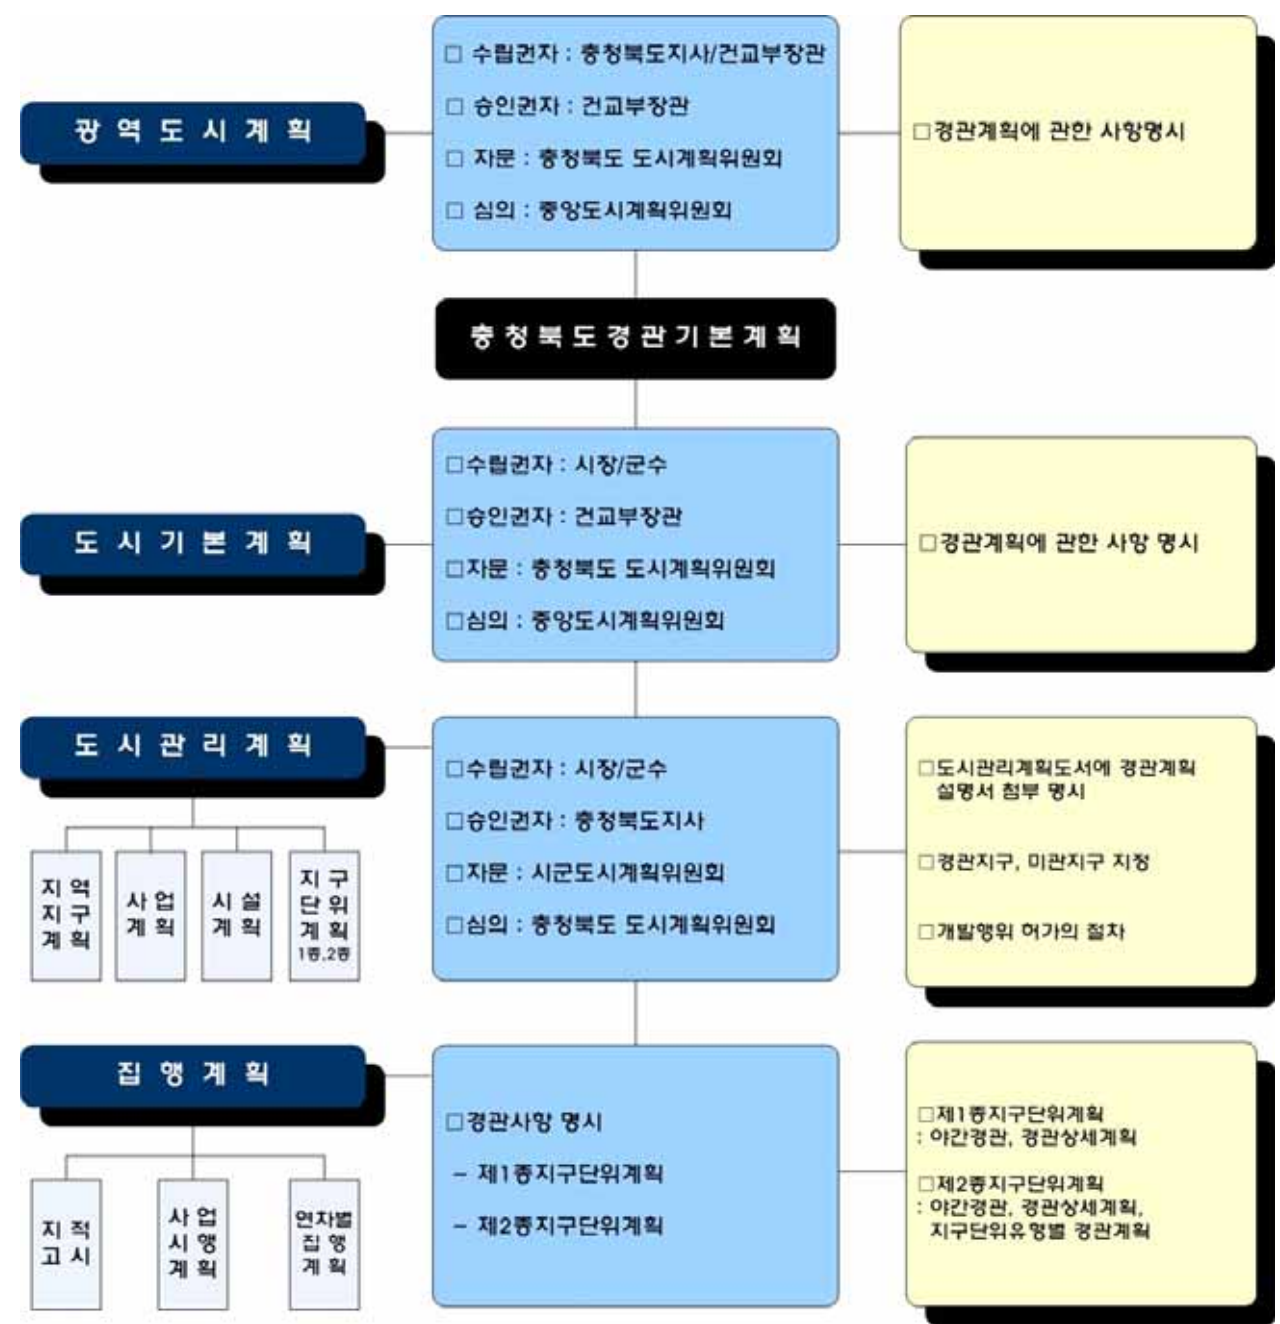 광역도시계획
□ 수립권자 : 충청북도지사/건교부장관
□ 승인권자 : 건교부장관
□ 자문 : 충청북도 도시계획위원회
□ 심의 : 중앙도시계획위원회
□경관계획에 관한 사항명시
충청북도경관기본계획
도시기본계획
□수립권자 : 시장/군수
□승인권자 : 건교부장관
□자문 : 충청북도 도시계획위원회
□심의 : 중앙도시계획위원회
□경관계획에 관한 사항 명시
도시관리계획
지역
지구
계획
사업
계획
시설
계획
지구
단위
계획
1종,2종
□수립권자 : 시장/군수
□승인권자 : 충청북도지사
□자문 : 시군도시계획위원회
□심의 : 충청북도 도시계획위원회
□도시관리계획도서에 경관계획
설명서 첨부 명시
□경관지구, 미관지구 지정
□개발행위 허가의 절차
집행계획
지적
고시
사업
시행
계획
연차별
집행
계획
□경관사항 명시
- 제1종지구단위계획
- 제2종지구단위계획
□제1종지구단위계획
: 야간경관, 경관상세계획
□제2종지구단위계획
: 야간경관, 경관상세계획,
지구단위유형별 경관계획